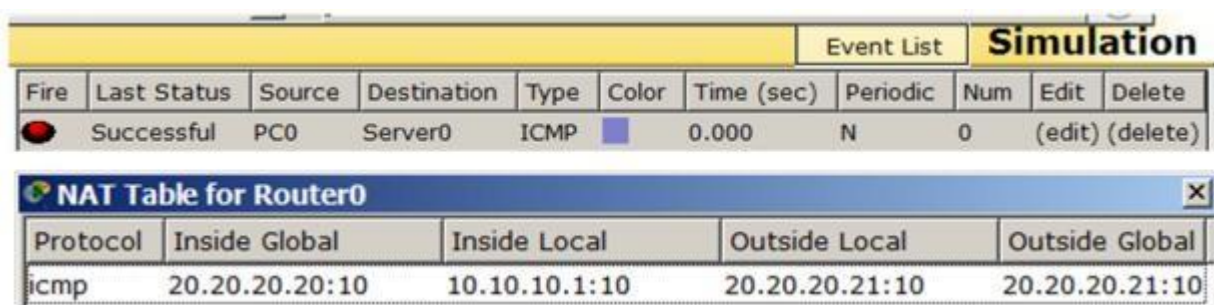 Event List Simulation
Fire Last Status Source Destination Type Color Time (sec) Periodic Num Edit Delete
Successful PC0 Server0 ICMP 0.000 N 0 (edit) (delete)
NAT Table for Router0
Protocol Inside Global Inside Local Outside Local Outside Global
icmp 20.20.20.20:10 10.10.10.1:10 20.20.20.21:10 20.20.20.21:10